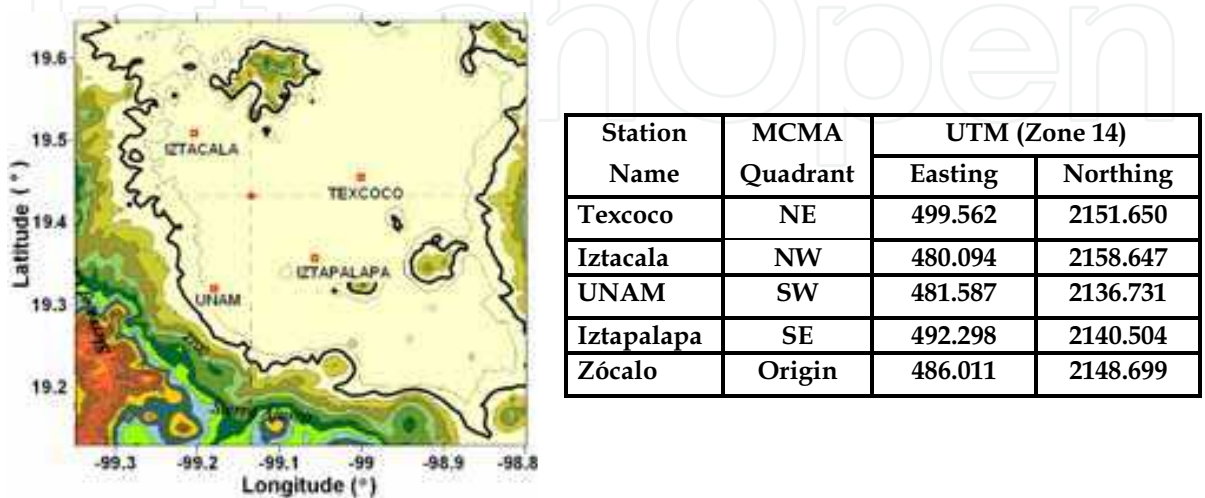 19.6
19.5
19.4
19.3
19.2
Latitude (°)
IZTACALA
TEXCOCO
IZTAPALAPA
UNAM
Sierra
-99.3 -99.2 -99.1 -99 -98.9 -98.8
Longitude (°)
Station Name MCMA Quadrant UTM (Zone 14)
Easting Northing
Texcoco NE 499.562 2151.650
Iztacala NW 480.094 2158.647
UNAM SW 481.587 2136.731
Iztapalapa SE 492.298 2140.504
Zócalo Origin 486.011 2148.699